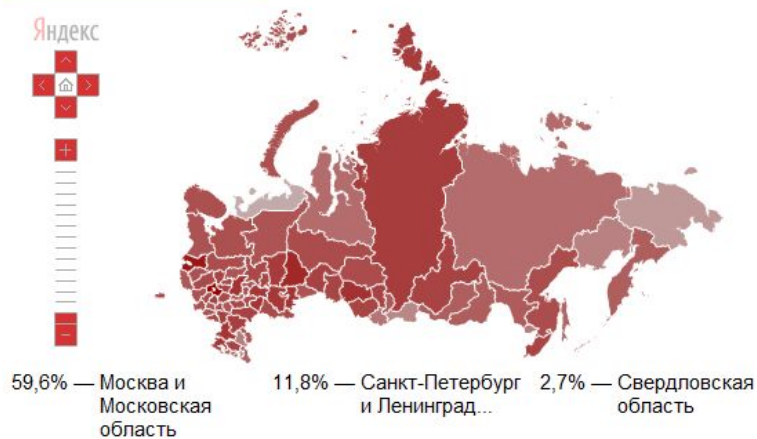 Яндекс
59,6% — Москва и
Московская
область
11,8% — Санкт-Петербург
и Ленинград...
2,7% — Свердловская
область